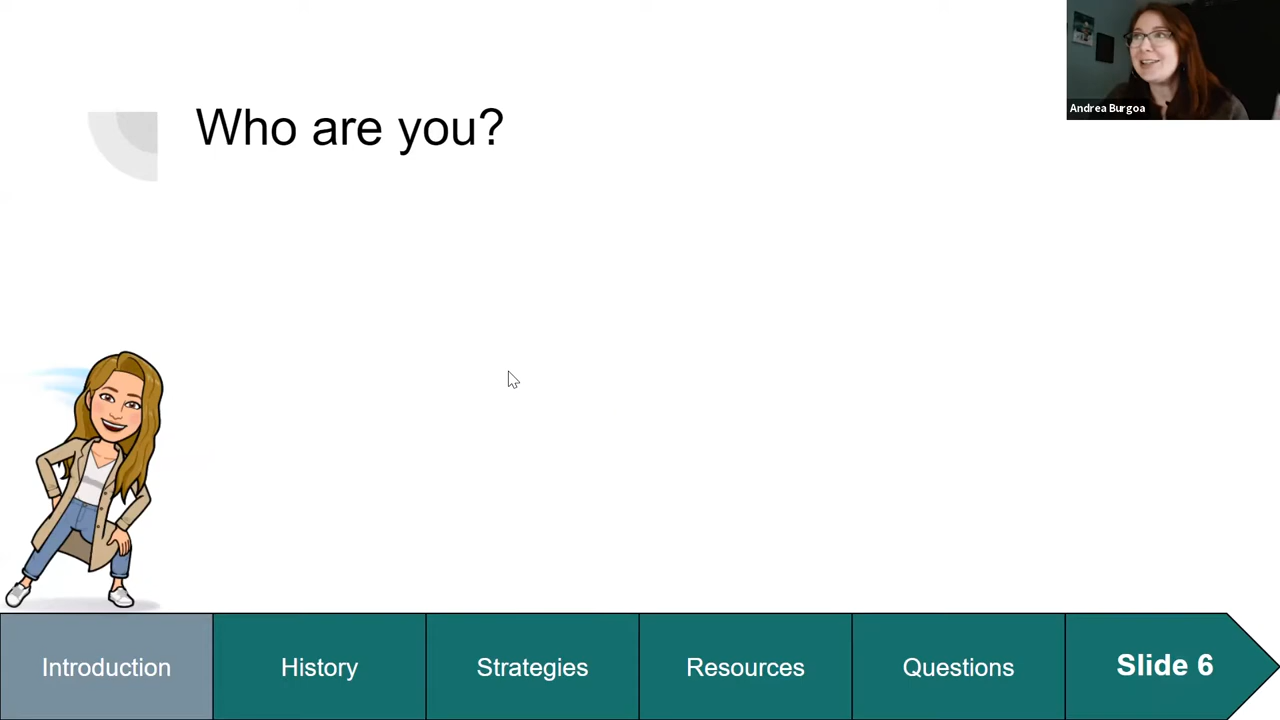 Who are you?
Andrea Burgoa
Introduction
History
Strategies
Resources
Questions
Slide 6